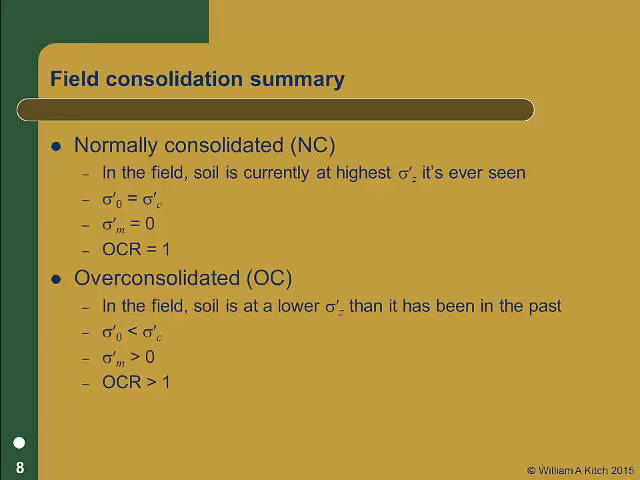 Field consolidation summary
● Normally consolidated (NC)
– In the field, soil is currently at highest σ′z it's ever seen
– σ′0 = σ′c
– σ′m = 0
– OCR = 1
● Overconsolidated (OC)
– In the field, soil is at a lower σ′z than it has been in the past
– σ′0 < σ′c
– σ′m > 0
– OCR > 1
8
© William A Kitch 2015